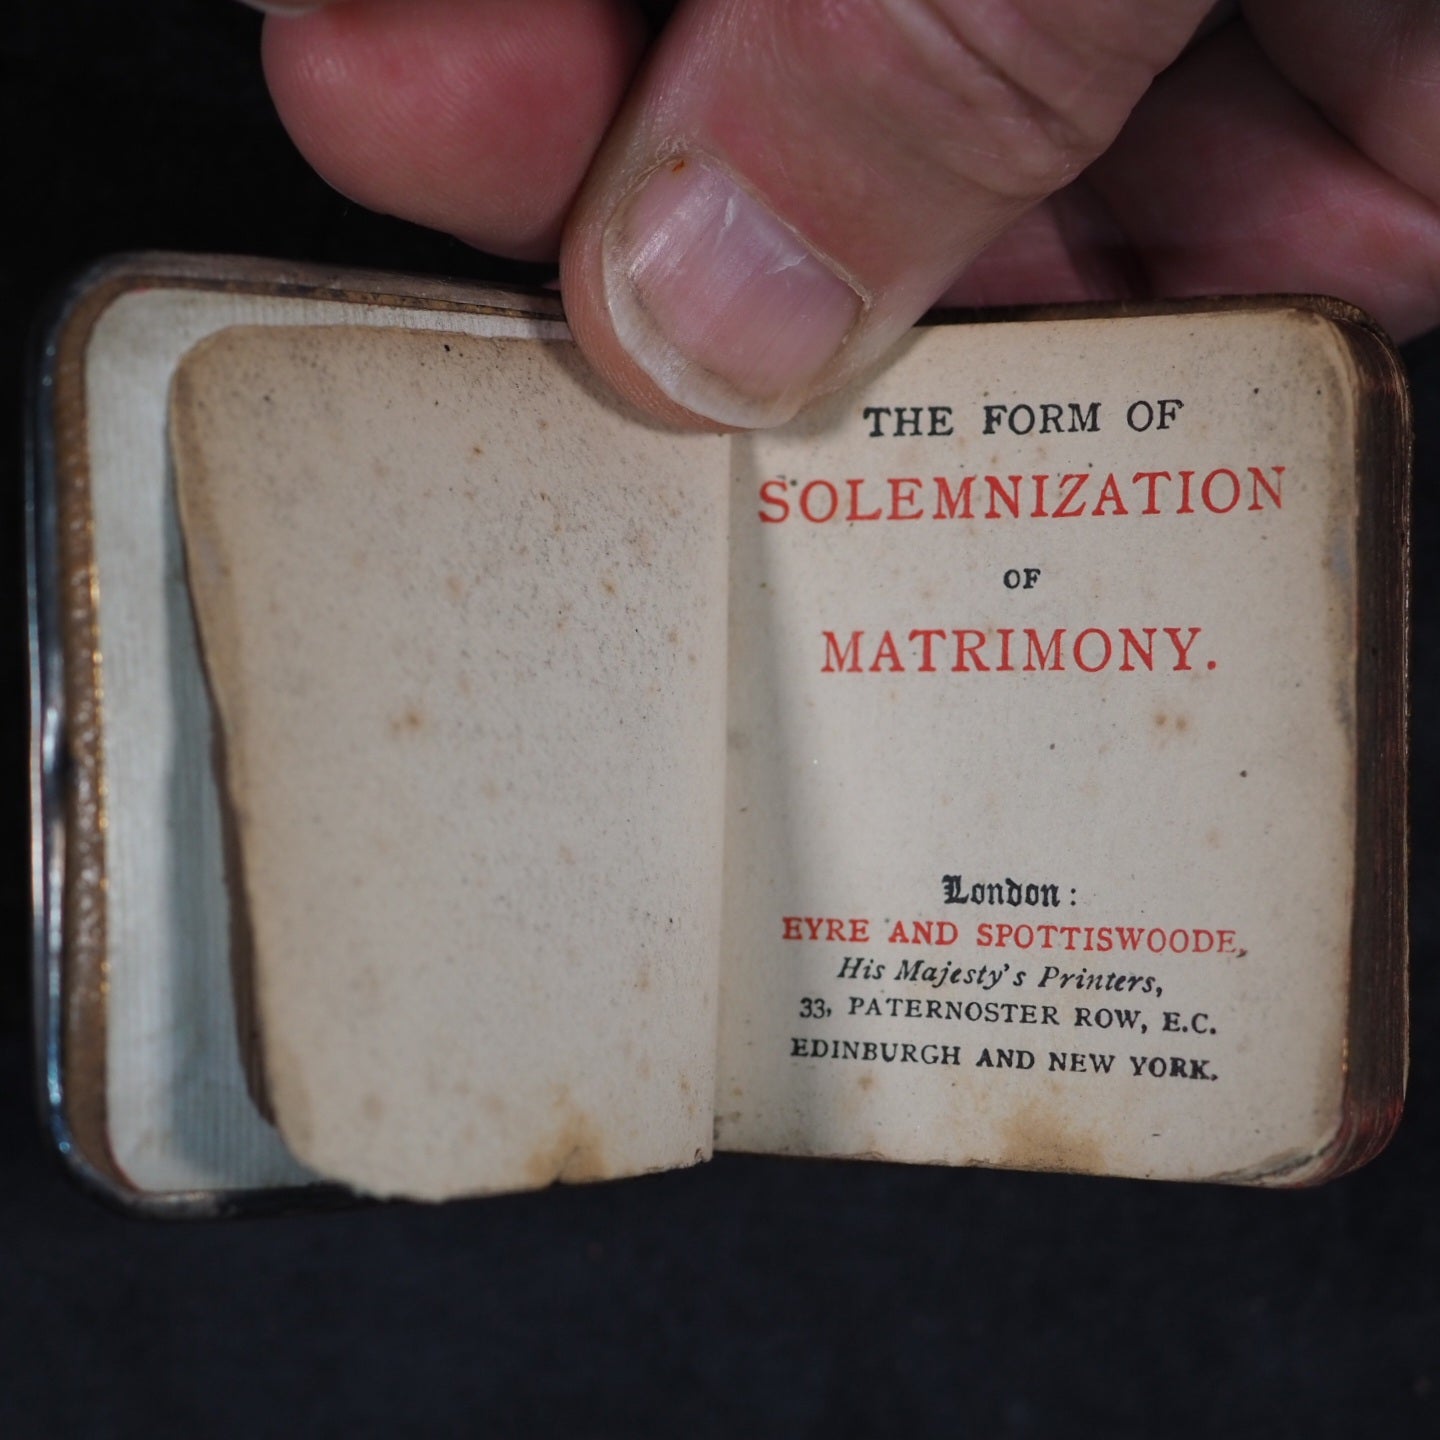 THE FORM OF
SOLEMNIZATION
OF
MATRIMONY.
London:
EYRE AND SPOTTISWOODE,
His Majesty's Printers,
33, PATERNOSTER ROW, E.C.
EDINBURGH AND NEW YORK.